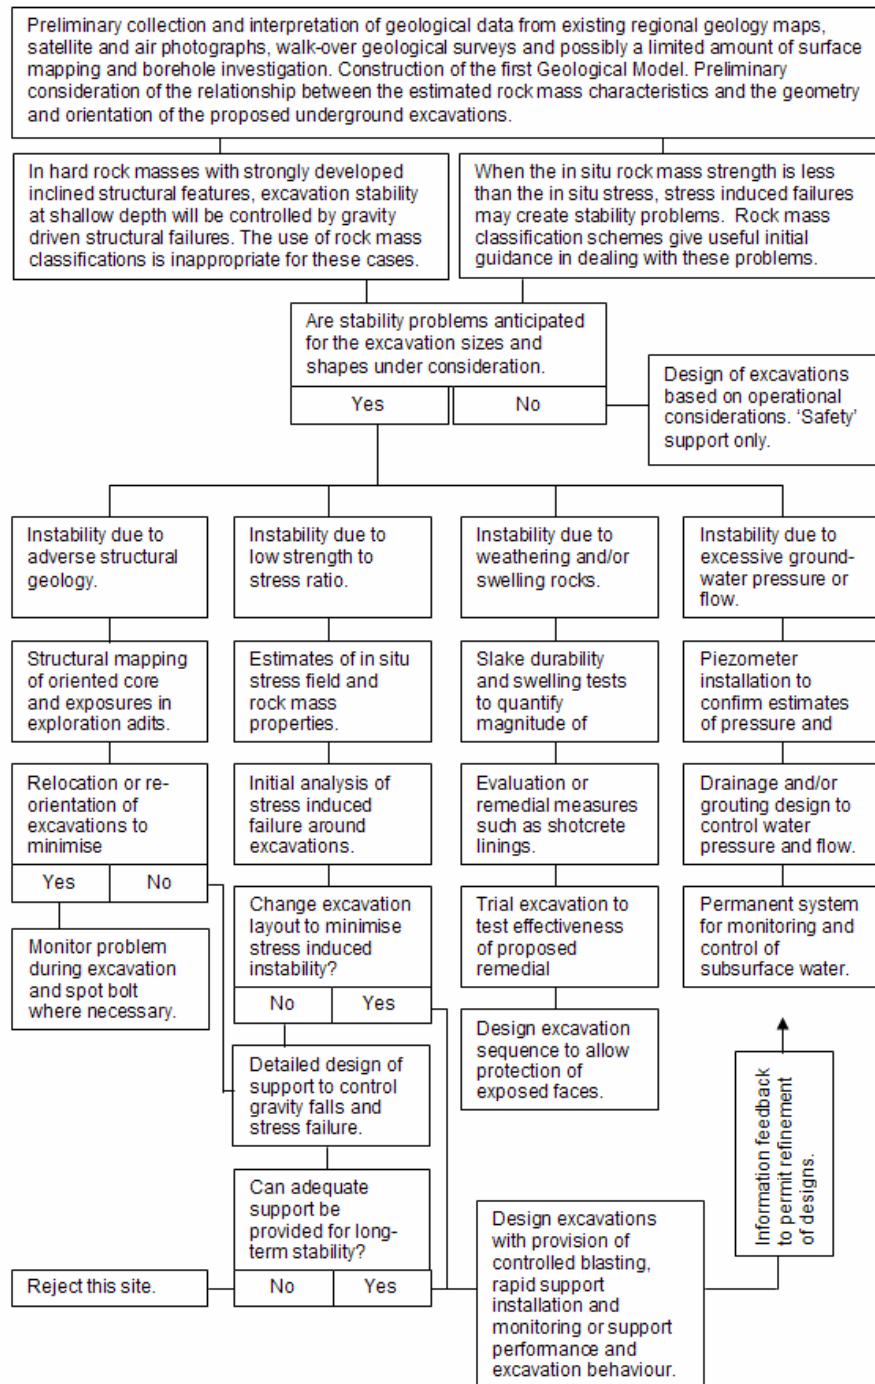 Preliminary collection and interpretation of geological data from existing regional geology maps,
satellite and air photographs, walk-over geological surveys and possibly a limited amount of surface
mapping and borehole investigation. Construction of the first Geological Model. Preliminary
consideration of the relationship between the estimated rock mass characteristics and the geometry
and orientation of the proposed underground excavations.
In hard rock masses with strongly developed
inclined structural features, excavation stability
at shallow depth will be controlled by gravity
driven structural failures. The use of rock mass
classifications is inappropriate for these cases.
When the in situ rock mass strength is less
than the in situ stress, stress induced failures
may create stability problems. Rock mass
classification schemes give useful initial
guidance in dealing with these problems.
Are stability problems anticipated
for the excavation sizes and
shapes under consideration.
Yes
No
Design of excavations
based on operational
considerations. ‘Safety’
support only.
Instability due to
adverse structural
geology.
Instability due to
low strength to
stress ratio.
Instability due to
weathering and/or
swelling rocks.
Instability due to
excessive ground-
water pressure or
flow.
Structural mapping
of oriented core
and exposures in
exploration adits.
Estimates of in situ
stress field and
rock mass
properties.
Slake durability
and swelling tests
to quantify
magnitude of
Piezometer
installation to
confirm estimates
of pressure and
Relocation or re-
orientation of
excavations to
minimise
Yes
No
Initial analysis of
stress induced
failure around
excavations.
Evaluation or
remedial measures
such as shotcrete
linings.
Drainage and/or
grouting design to
control water
pressure and flow.
Monitor problem
during excavation
and spot bolt
where necessary.
Change excavation
layout to minimise
stress induced
instability?
No
Yes
Trial excavation to
test effectiveness
of proposed
remedial
Permanent system
for monitoring and
control of
subsurface water.
Detailed design of
support to control
gravity falls and
stress failure.
Design excavation
sequence to allow
protection of
exposed faces.
Can adequate
support be
provided for long-
term stability?
No
Yes
Reject this site.
Design excavations
with provision of
controlled blasting,
rapid support
installation and
monitoring or support
performance and
excavation behaviour.
Information feedback
to permit refinement
of designs.